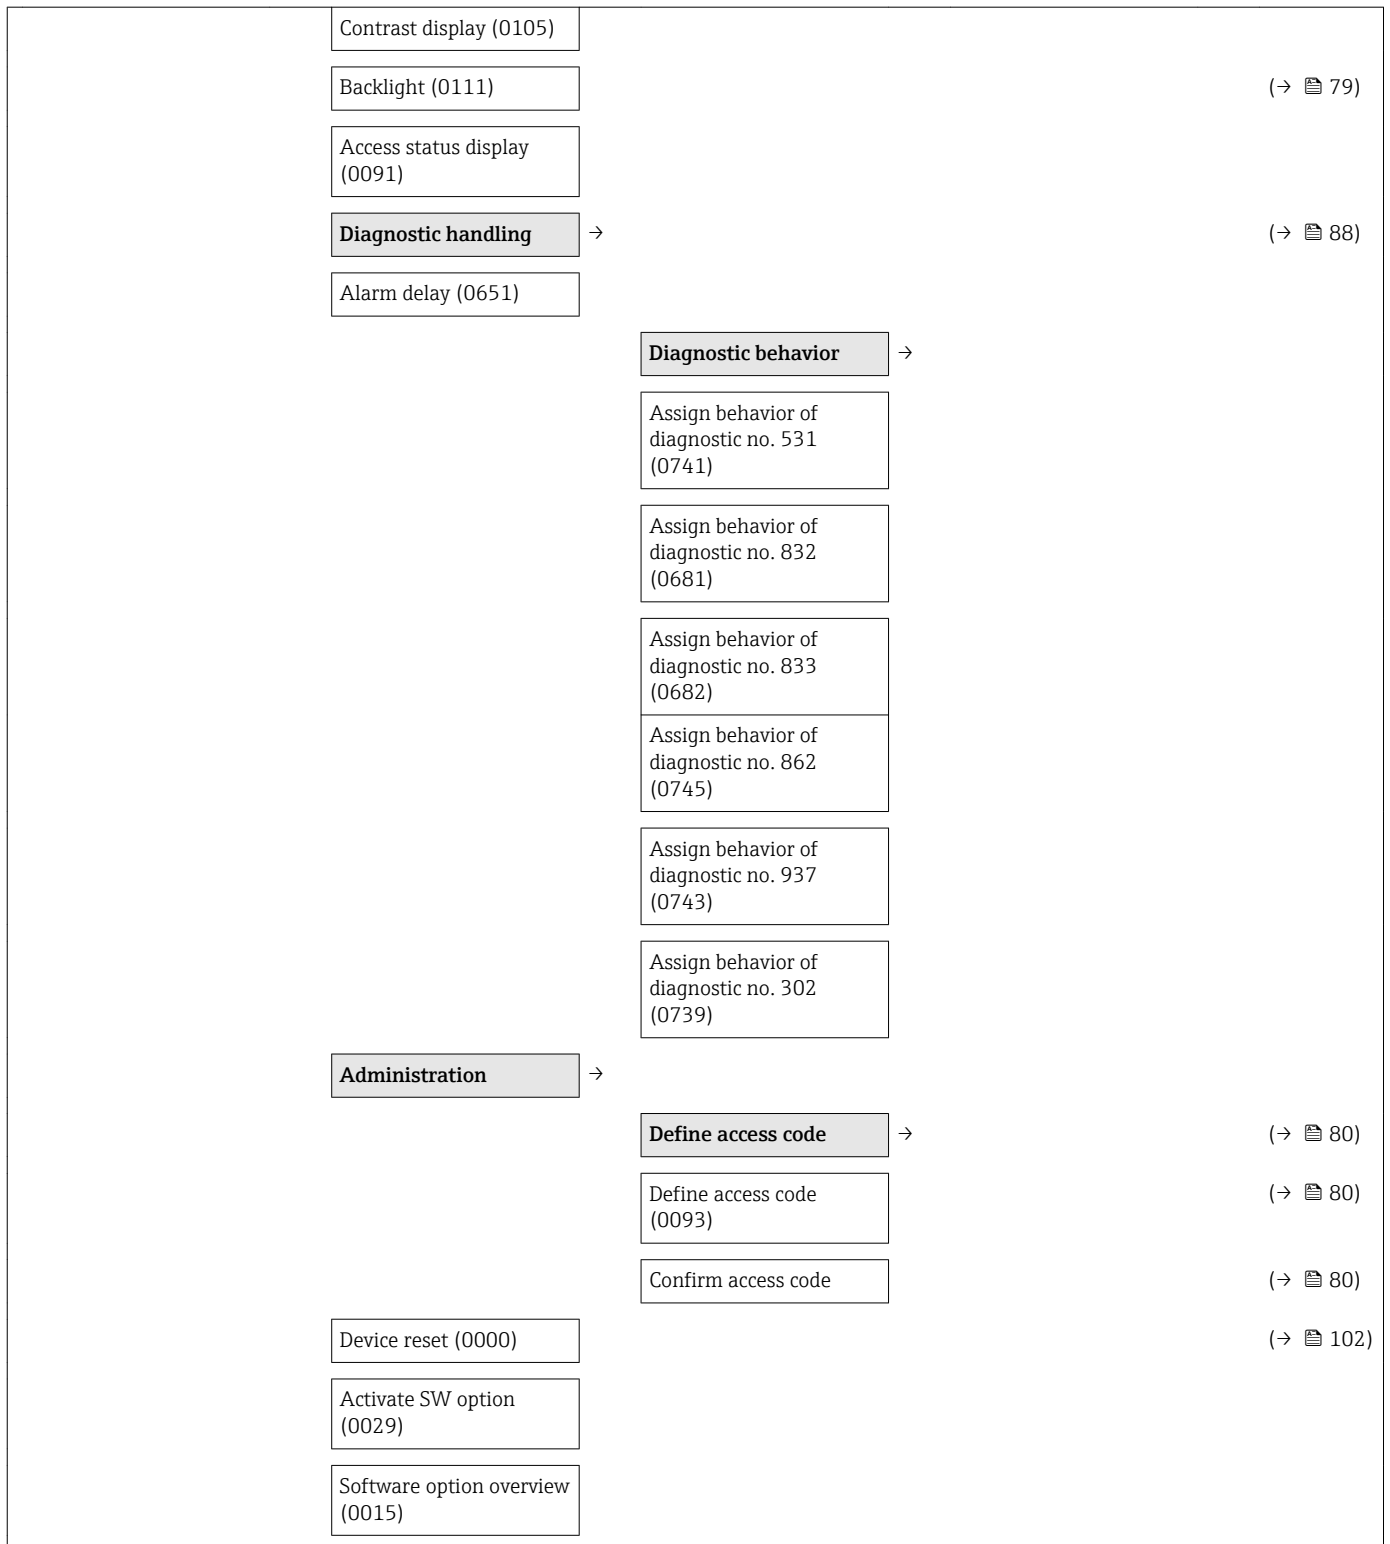 Contrast display (0105)
Backlight (0111) (→ 79)
Access status display
(0091)
Diagnostic handling → (→ 88)
Alarm delay (0651)
Diagnostic behavior →
Assign behavior of
diagnostic no. 531
(0741)
Assign behavior of
diagnostic no. 832
(0681)
Assign behavior of
diagnostic no. 833
(0682)
Assign behavior of
diagnostic no. 862
(0745)
Assign behavior of
diagnostic no. 937
(0743)
Assign behavior of
diagnostic no. 302
(0739)
Administration →
Define access code → (→ 80)
Define access code (→ 80)
(0093)
Confirm access code (→ 80)
Device reset (0000) (→ 102)
Activate SW option
(0029)
Software option overview
(0015)